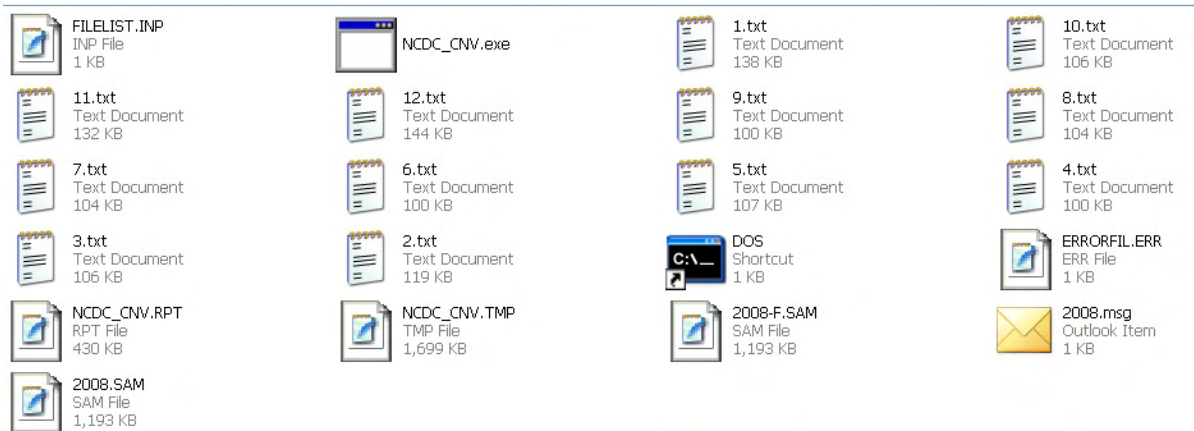 FILELIST.INP
INP File
1 KB
NCDC_CNV.exe
1.txt
Text Document
138 KB
10.txt
Text Document
106 KB
11.txt
Text Document
132 KB
12.txt
Text Document
144 KB
9.txt
Text Document
100 KB
8.txt
Text Document
104 KB
7.txt
Text Document
104 KB
6.txt
Text Document
100 KB
5.txt
Text Document
107 KB
4.txt
Text Document
100 KB
3.txt
Text Document
106 KB
2.txt
Text Document
119 KB
C:\_
DOS
Shortcut
1 KB
ERRORFIL.ERR
ERR File
1 KB
NCDC_CNV.RPT
RPT File
430 KB
NCDC_CNV.TMP
TMP File
1,699 KB
2008-F.SAM
SAM File
1,193 KB
2008.msg
Outlook Item
1 KB
2008.SAM
SAM File
1,193 KB